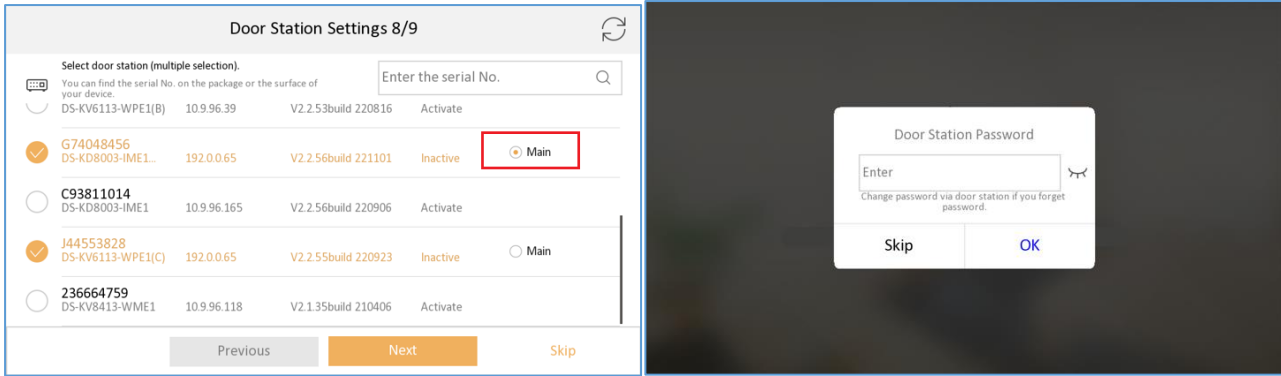 Door Station Settings 8/9
Select door station (multiple selection).
You can find the serial No. on the package or the surface of
your device.
Enter the serial No.
DS-KV6113-WPE1(B) 10.9.96.39 V2.2.53build 220816 Activate
G74048456
DS-KD8003-IME1... 192.0.0.65 V2.2.56build 221101 Inactive Main
C93811014
DS-KD8003-IME1 10.9.96.165 V2.2.56build 220906 Activate
J44553828
DS-KV6113-WPE1(C) 192.0.0.65 V2.2.55build 220923 Inactive Main
236664759
DS-KV8413-WME1 10.9.96.118 V2.1.35build 210406 Activate
Previous Next Skip
Door Station Password
Enter
Change password via door station if you forget
password.
Skip OK